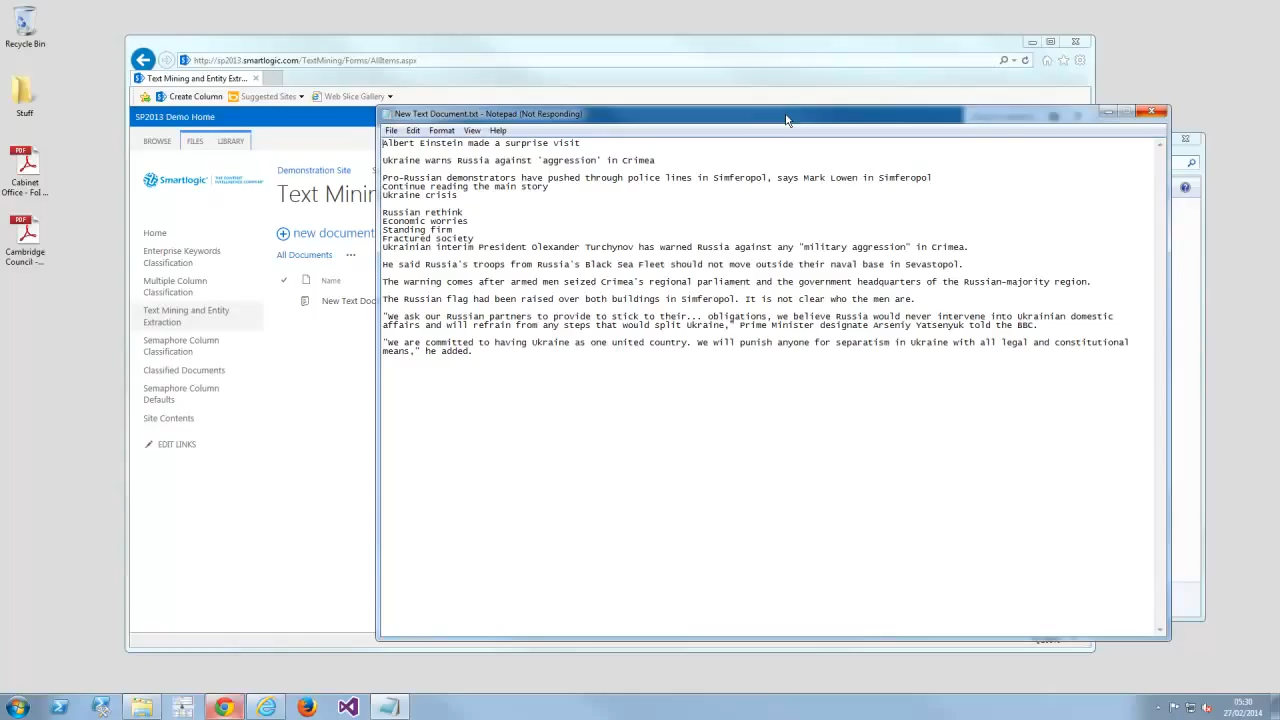 Recycle Bin
Stuff
Cabinet
Office - Fol ...
Cambridge
Council -...
http://sp2013.smartlogic.com/TextMining/Forms/AllItems.aspx
Text Mining and Entity Extr...
Create Column
Suggested Sites
Web Slice Gallery
SP2013 Demo Home
BROWSE
FILES
LIBRARY
Smartlogic
Demonstration Site
Text Minin
new document
All Documents
Name
New Text Doc
Home
Enterprise Keywords
Classification
Multiple Column
Classification
Text Mining and Entity
Extraction
Semaphore Column
Classification
Classified Documents
Semaphore Column
Defaults
Site Contents
EDIT LINKS
New Text Document.txt - Notepad (Not Responding)
File Edit Format View Help
Albert Einstein made a surprise visit
Ukraine warns Russia against 'aggression' in Crimea
Pro-Russian demonstrators have pushed through police lines in Simferopol, says Mark Lowen in Simferopol
Continue reading the main story
Ukraine crisis
Russian rethink
Economic worries
Standing firm
Fractured society
Ukrainian interim President Olexander Turchynov has warned Russia against any "military aggression" in Crimea.
He said Russia's troops from Russia's Black Sea Fleet should not move outside their naval base in Sevastopol.
The warning comes after armed men seized Crimea's regional parliament and the government headquarters of the Russian-majority region.
The Russian flag had been raised over both buildings in Simferopol. It is not clear who the men are.
"We ask our Russian partners to provide to stick to their... obligations, we believe Russia would never intervene into Ukrainian domestic
affairs and will refrain from any steps that would split Ukraine," Prime Minister designate Arseniy Yatsenyuk told the BBC.
"We are committed to having Ukraine as one united country. We will punish anyone for separatism in Ukraine with all legal and constitutional
means," he added.
05:30
27/02/2014